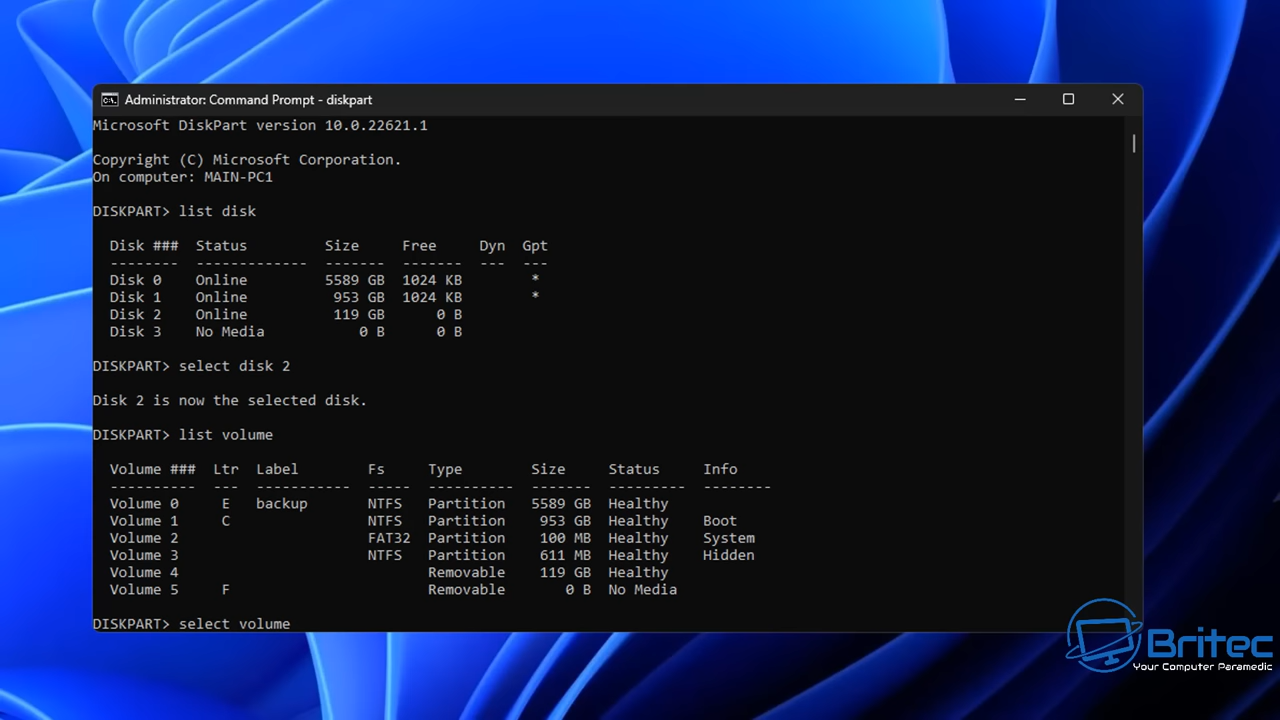 Administrator: Command Prompt - diskpart
Microsoft DiskPart version 10.0.22621.1
Copyright (C) Microsoft Corporation.
On computer: MAIN-PC1
DISKPART> list disk
Disk ### Status Size Free Dyn Gpt
-------- ------------- ------- ------- --- ---
Disk 0 Online 5589 GB 1024 KB *
Disk 1 Online 953 GB 1024 KB *
Disk 2 Online 119 GB 0 B
Disk 3 No Media 0 B 0 B
DISKPART> select disk 2
Disk 2 is now the selected disk.
DISKPART> list volume
Volume ### Ltr Label Fs Type Size Status Info
---------- --- ----------- ----- ---------- ------- --------- --------
Volume 0 E backup NTFS Partition 5589 GB Healthy
Volume 1 C NTFS Partition 953 GB Healthy Boot
Volume 2 FAT32 Partition 100 MB Healthy System
Volume 3 NTFS Partition 611 MB Healthy Hidden
Volume 4 Removable 119 GB Healthy
Volume 5 F Removable 0 B No Media
DISKPART> select volume
Britec
Your Computer Paramedic